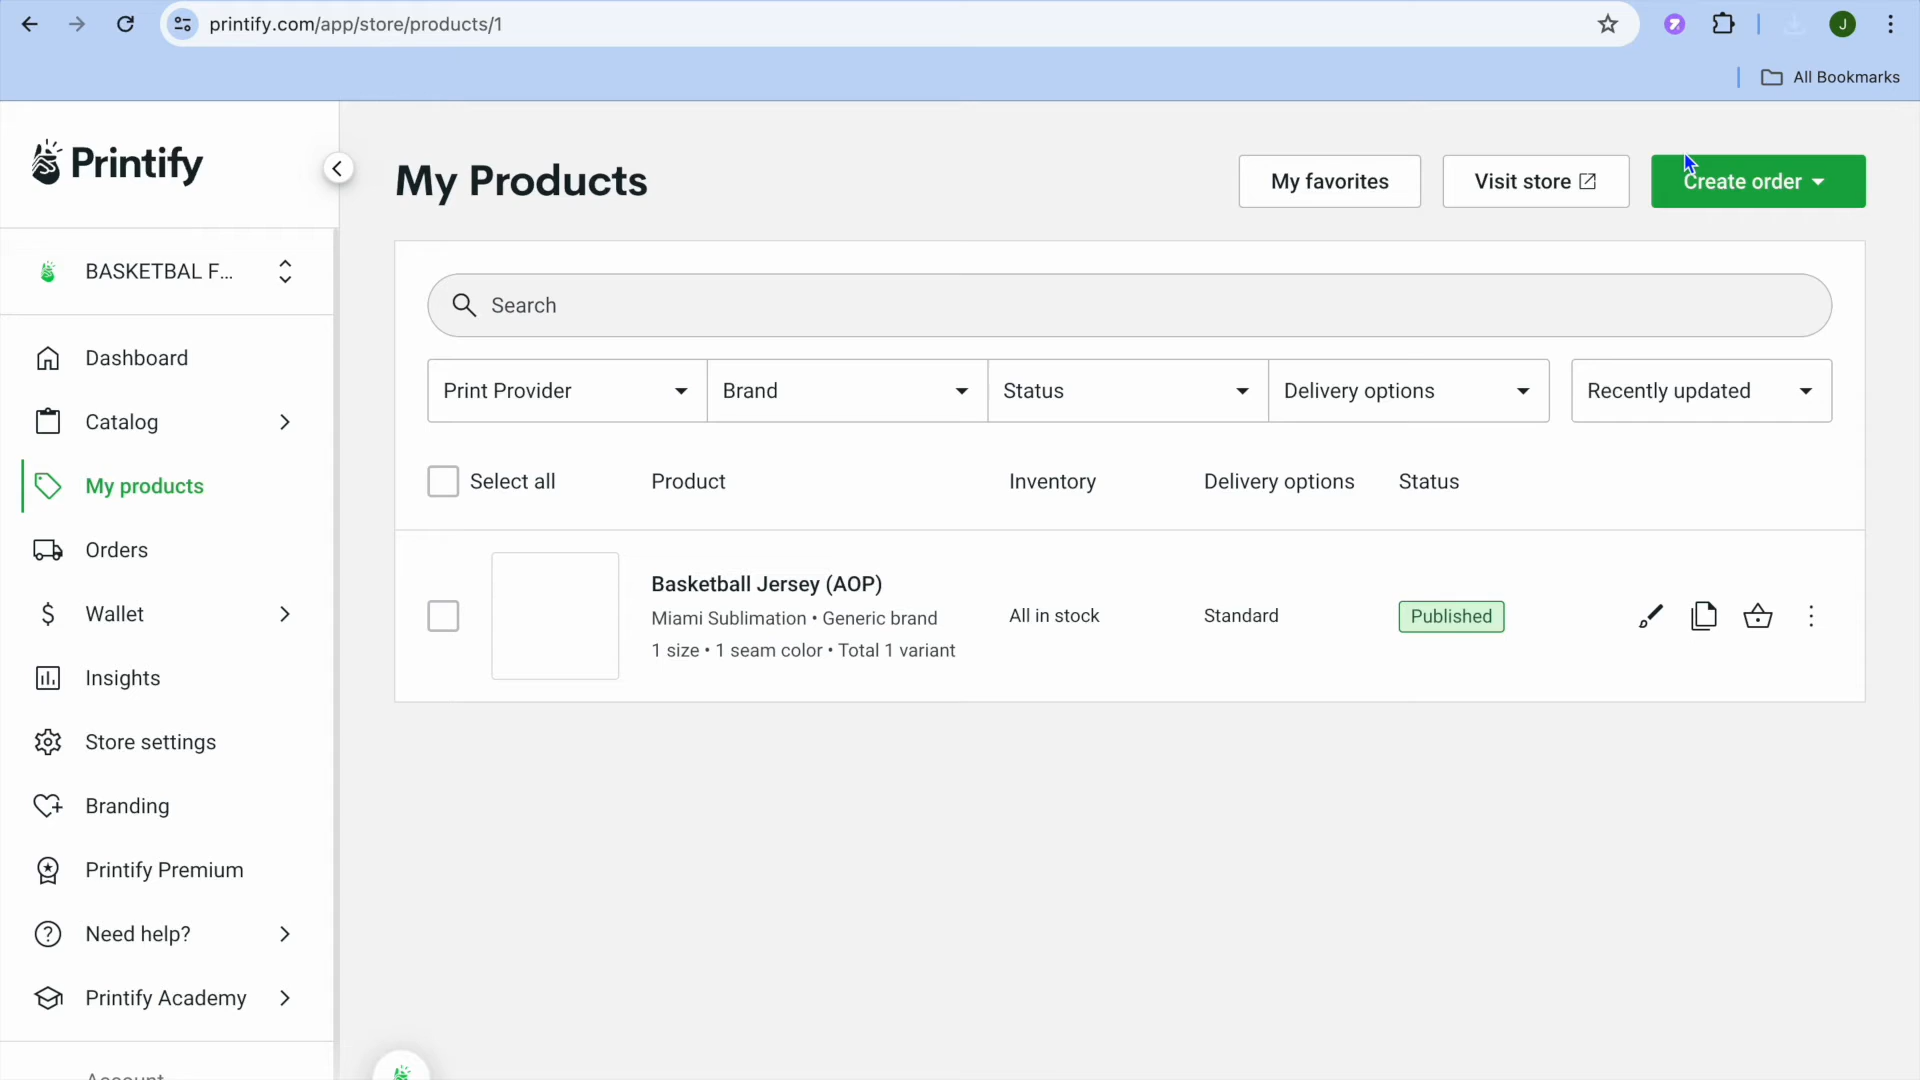 printify.com/app/store/products/1
J
All Bookmarks
Printify
BASKETBAL F...
Dashboard
Catalog
My products
Orders
Wallet
Insights
Store settings
Branding
Printify Premium
Need help?
Printify Academy
Account
My Products
My favorites
Visit store
Create order
Search
Print Provider
Brand
Status
Delivery options
Recently updated
Select all
Product
Inventory
Delivery options
Status
Basketball Jersey (AOP)
Miami Sublimation • Generic brand
1 size • 1 seam color • Total 1 variant
All in stock
Standard
Published